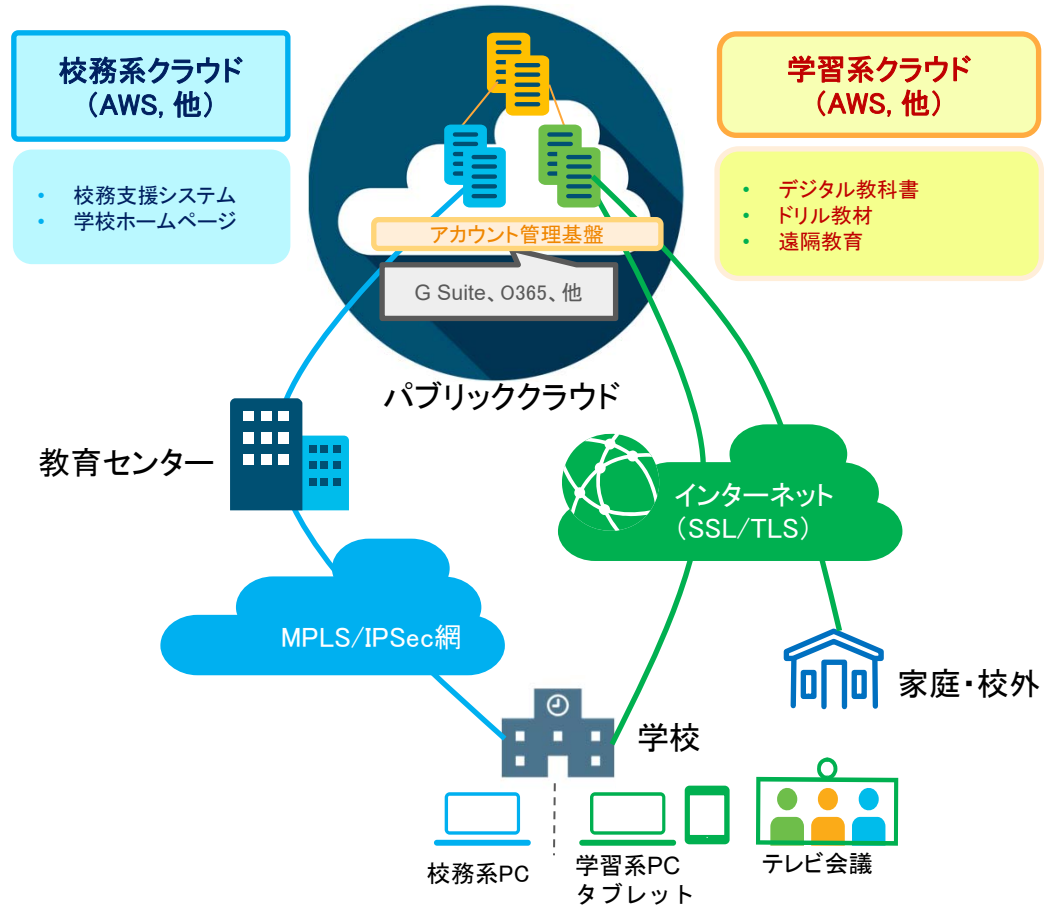 校務系クラウド
（AWS, 他）
• 校務支援システム
• 学校ホームページ
学習系クラウド
（AWS, 他）
• デジタル教科書
• ドリル教材
• 遠隔教育
アカウント管理基盤
G Suite、O365、他
パブリッククラウド
教育センター
インターネット
（SSL/TLS）
MPLS/IPSec網
家庭・校外
学校
校務系PC
学習系PC
タブレット
テレビ会議